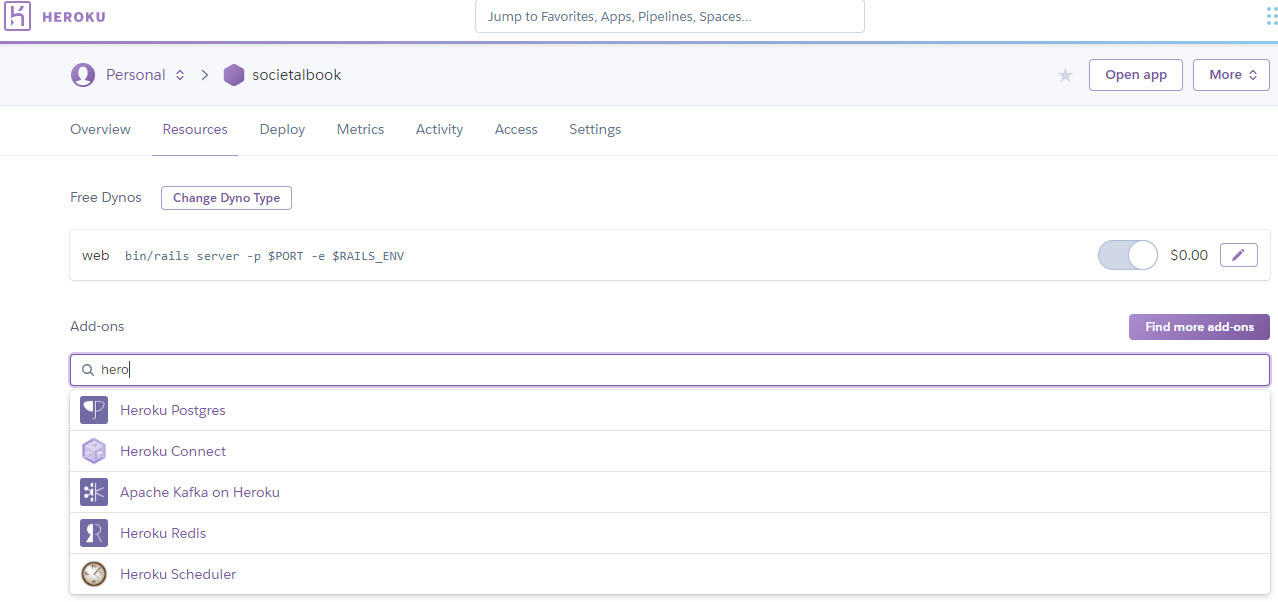 HEROKU
Jump to Favorites, Apps, Pipelines, Spaces...
Personal societalbook Open app More
Overview Resources Deploy Metrics Activity Access Settings
Free Dynos Change Dyno Type
web bin/rails server -p $PORT -e $RAILS_ENV $0.00
Add-ons Find more add-ons
hero
Heroku Postgres
Heroku Connect
Apache Kafka on Heroku
Heroku Redis
Heroku Scheduler